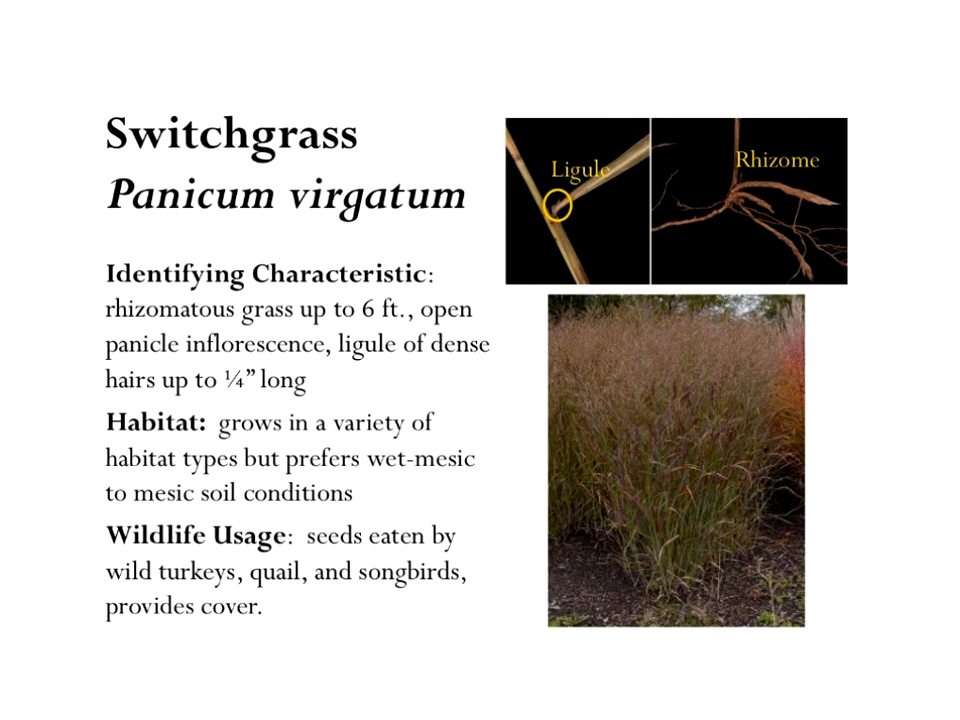 Switchgrass
Panicum virgatum
Identifying Characteristic:
rhizomatous grass up to 6 ft., open
panicle inflorescence, ligule of dense
hairs up to ¼” long
Habitat:  grows in a variety of
habitat types but prefers wet-mesic
to mesic soil conditions
Wildlife Usage:  seeds eaten by
wild turkeys, quail, and songbirds,
provides cover.
Ligule
Rhizome